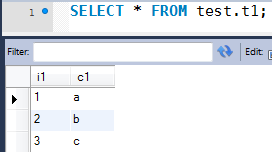 1 SELECT * FROM test.t1;
Filter: Edit:
i1 c1
1 a
2 b
3 c